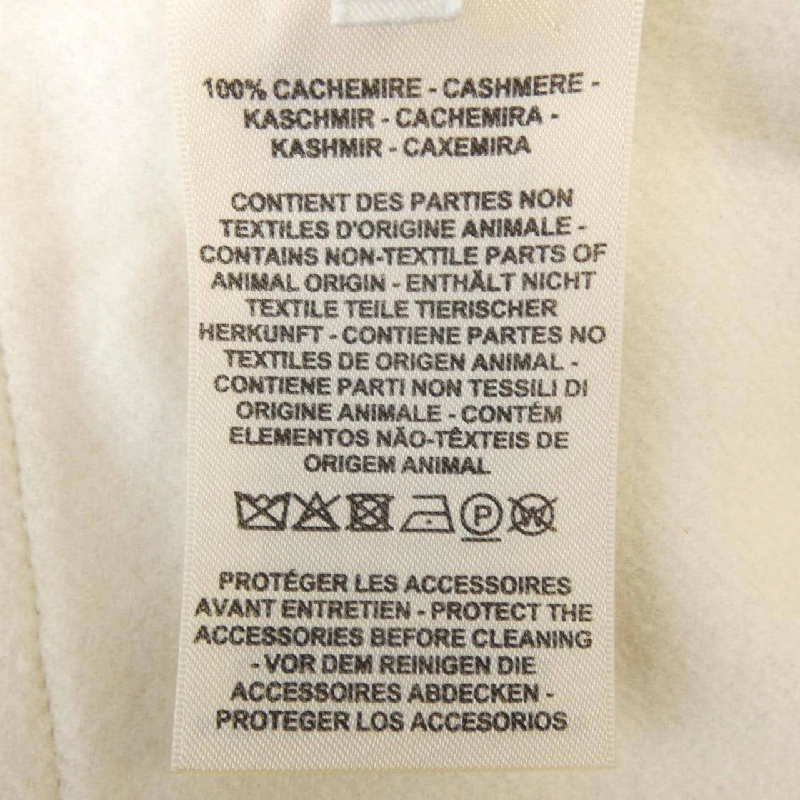 100% CACHEMIRE - CASHMERE -
KASCHMIR - CACHEMIRA -
KASHMIR - CAXEMIRA
CONTIENT DES PARTIES NON
TEXTILES D'ORIGINE ANIMALE -
CONTAINS NON-TEXTILE PARTS OF
ANIMAL ORIGIN - ENTHÄLT NICHT
TEXTILE TEILE TIERISCHER
HERKUNFT - CONTIENE PARTES NO
TEXTILES DE ORIGEN ANIMAL -
CONTIENE PARTI NON TESSILI DI
ORIGINE ANIMALE - CONTÉM
ELEMENTOS NÃO-TÊXTEIS DE
ORIGEM ANIMAL
P W
PROTÉGER LES ACCESSOIRES
AVANT ENTRETIEN - PROTECT THE
ACCESSORIES BEFORE CLEANING
- VOR DEM REINIGEN DIE
ACCESSOIRES ABDECKEN -
PROTEGER LOS ACCESORIOS